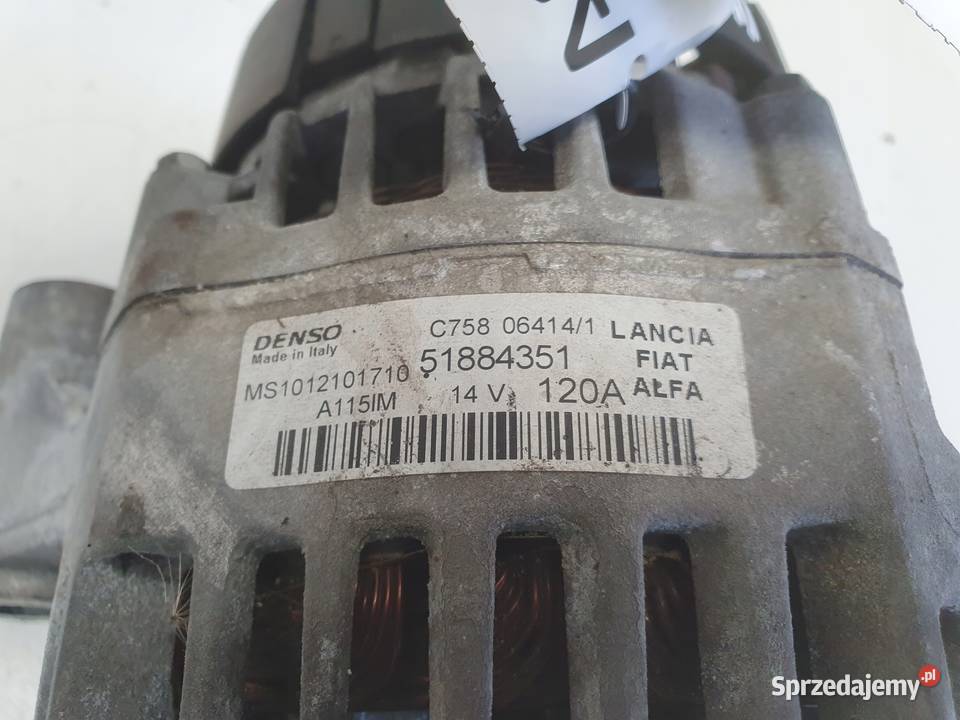 DENSO
Made in Italy
C758 06414/1
LANCIA
MS1012101710
51884351
FIAT
A115IM
14 V
120A
ALFA
Sprzedajemy.pl